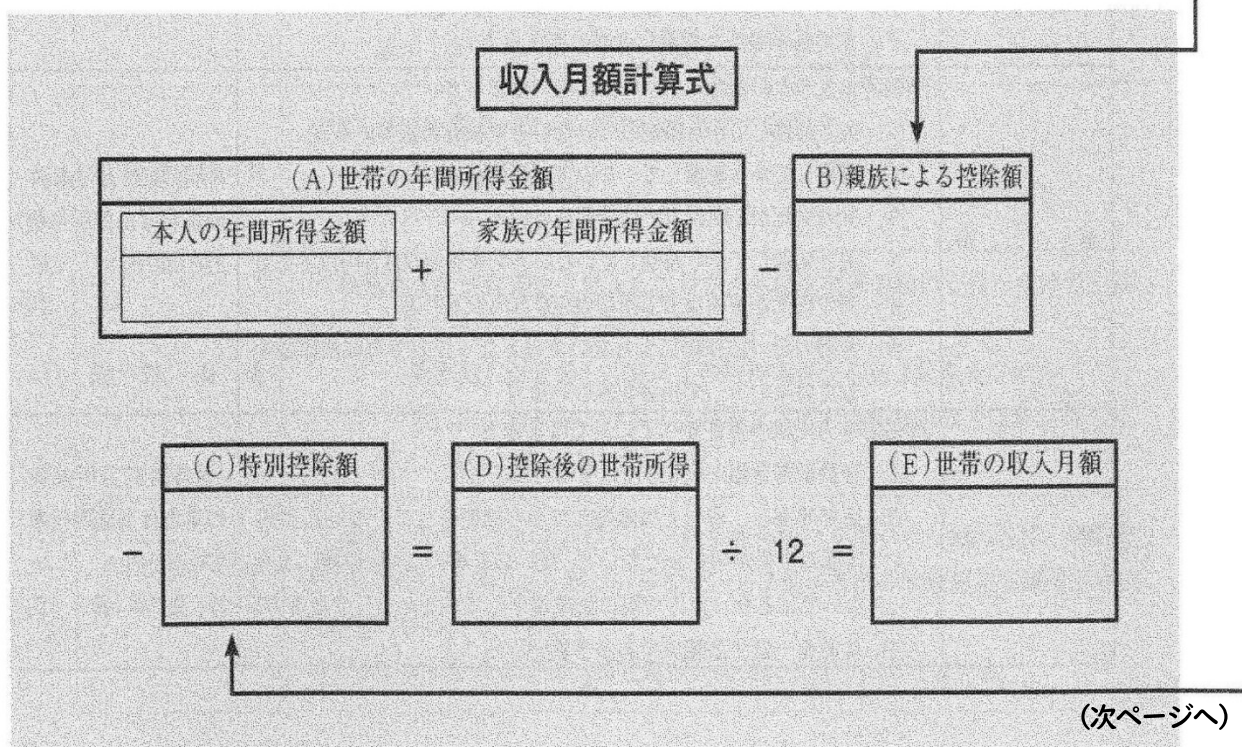 収入月額計算式
(A)世帯の年間所得金額
(B)親族による控除額
本人の年間所得金額
+
家族の年間所得金額
−
(C)特別控除額
(D)控除後の世帯所得
(E)世帯の収入月額
− = ÷ 12 =
(次ページへ)